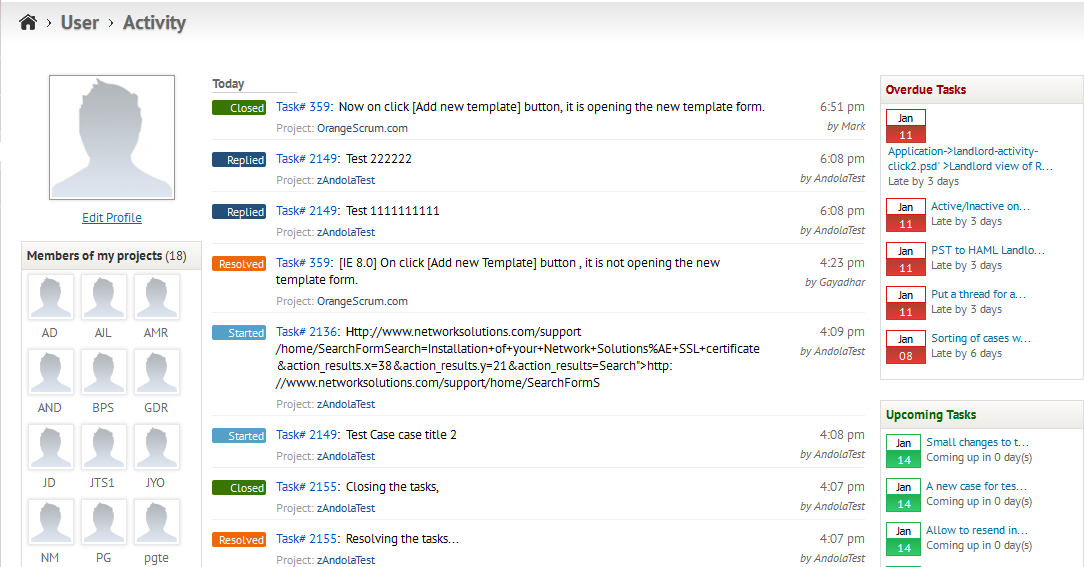 User > Activity
Edit Profile
Members of my projects (18)
AD AIL AMR
AND BPS GDR
JD JTS1 JYO
NM PG pgte
Today
Closed Task# 359: Now on click [Add new template] button, it is opening the new template form. 6:51 pm
Project: OrangeScrum.com by Mark
Replied Task# 2149: Test 222222 6:08 pm
Project: zAndolaTest by AndolaTest
Replied Task# 2149: Test 1111111111 6:08 pm
Project: zAndolaTest by AndolaTest
Resolved Task# 359: [IE 8.0] On click [Add new Template] button , it is not opening the new 4:23 pm
template form. by Gayadhar
Project: OrangeScrum.com
Started Task# 2136: Http://www.networksolutions.com/support 4:09 pm
/home/SearchFormSearch=Installation+of+your+Network+Solutions%AE+SSL+certificate by AndolaTest
&action_results.x=38&action_results.y=21&action_results=Search">http:
//www.networksolutions.com/support/home/SearchFormS
Project: zAndolaTest
Started Task# 2149: Test Case case title 2 4:08 pm
Project: zAndolaTest by AndolaTest
Closed Task# 2155: Closing the tasks, 4:07 pm
Project: zAndolaTest by AndolaTest
Resolved Task# 2155: Resolving the tasks... 4:07 pm
Project: zAndolaTest by AndolaTest
Overdue Tasks
Jan
11
Application->landlord-activity-
click2.psd' >Landlord view of R...
Late by 3 days
Jan Active/Inactive on...
11 Late by 3 days
Jan PST to HAML Landlo...
11 Late by 3 days
Jan Put a thread for a...
11 Late by 3 days
Jan Sorting of cases w...
08 Late by 6 days
Upcoming Tasks
Jan Small changes to t...
14 Coming up in 0 day(s)
Jan A new case for tes...
14 Coming up in 0 day(s)
Jan Allow to resend in...
14 Coming up in 0 day(s)